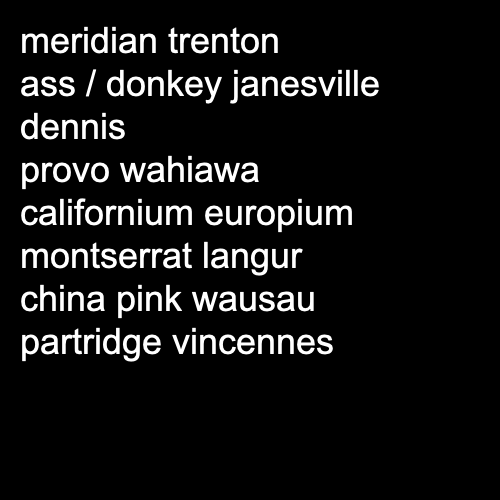 meridian trenton
ass / donkey janesville
dennis
provo wahiawa
californium europium
montserrat langur
china pink wausau
partridge vincennes